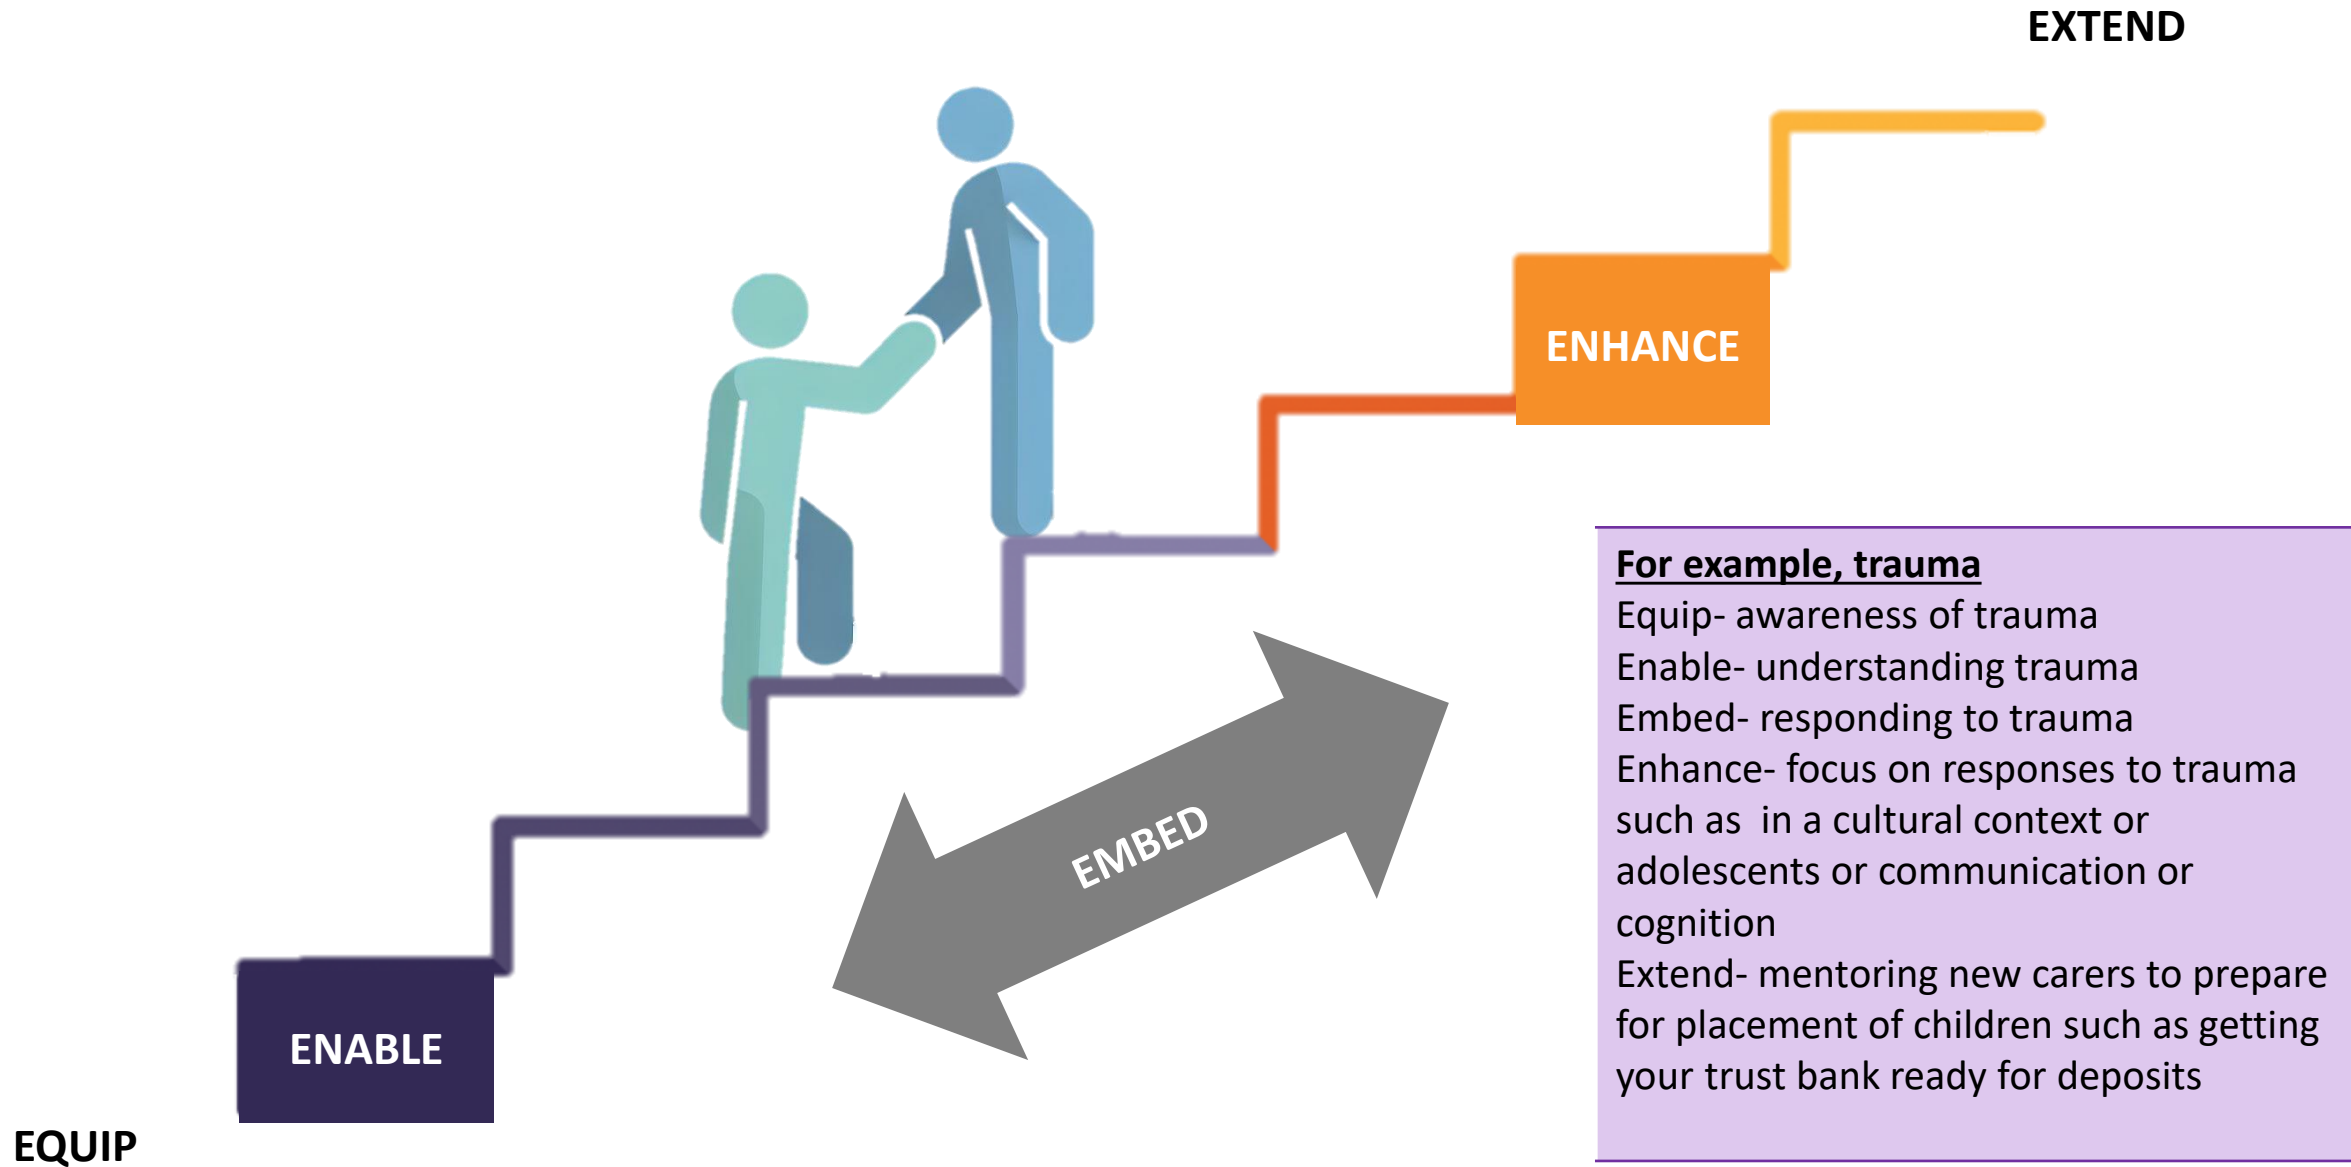 EXTEND
ENHANCE
For example, trauma
Equip- awareness of trauma
Enable- understanding trauma
Embed- responding to trauma
Enhance- focus on responses to trauma
such as  in a cultural context or
adolescents or communication or
cognition
Extend- mentoring new carers to prepare
for placement of children such as getting
your trust bank ready for deposits
EMBED
ENABLE
EQUIP